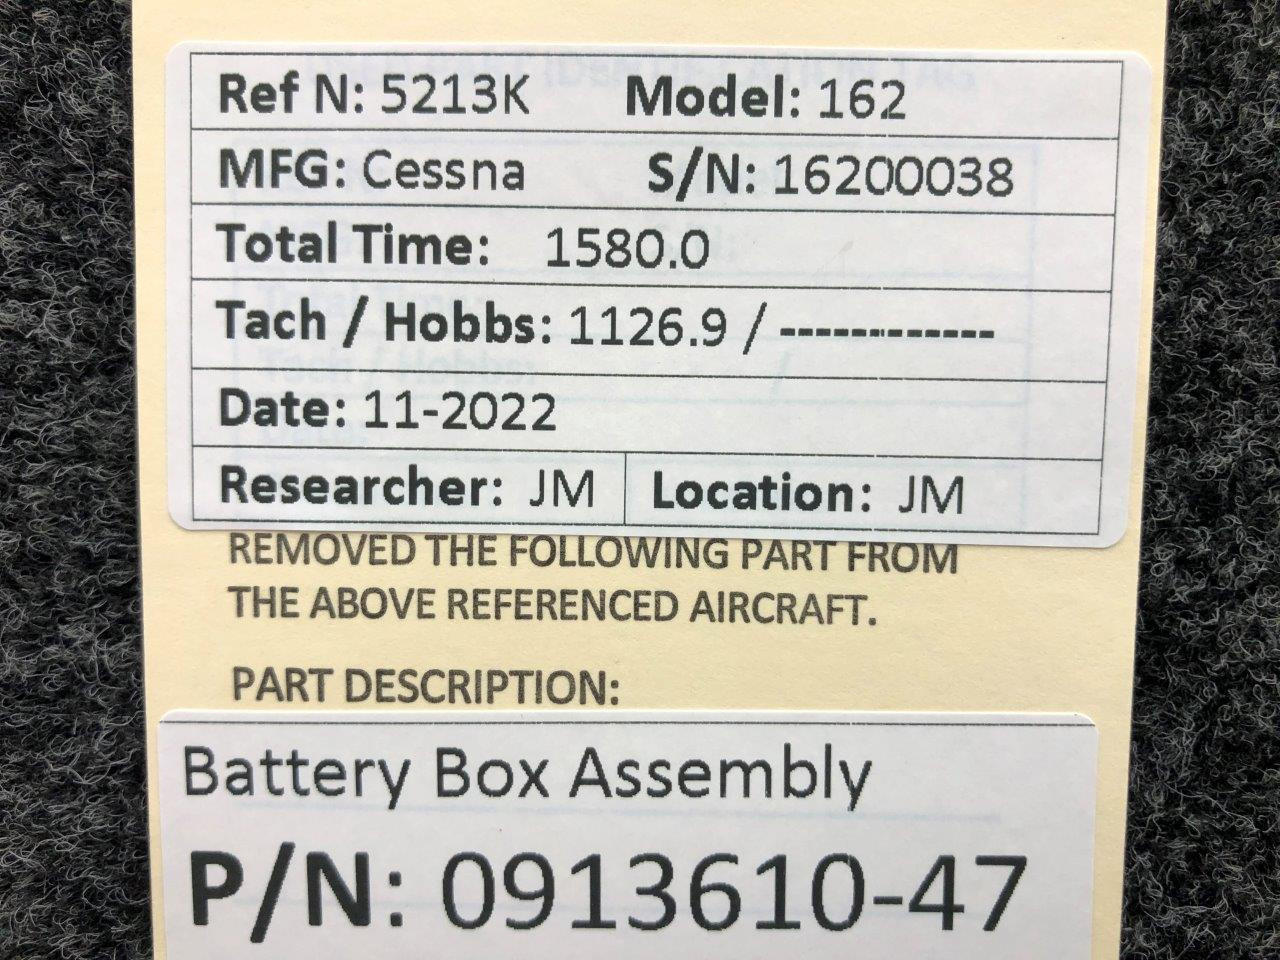 Ref N: 5213K Model: 162
MFG: Cessna S/N: 16200038
Total Time: 1580.0
Tach / Hobbs: 1126.9 / ------------
Date: 11-2022
Researcher: JM Location: JM
REMOVED THE FOLLOWING PART FROM
THE ABOVE REFERENCED AIRCRAFT.
PART DESCRIPTION:
Battery Box Assembly
P/N: 0913610-47